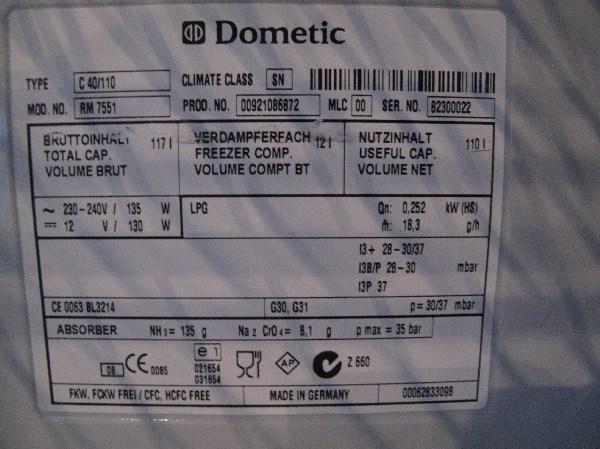 Dometic
TYPE C 40/110 CLIMATE CLASS SN
MOD. NO. RM 7551 PROD. NO. 00921086872 MLC 00 SER. NO. 82300022
BRUTTOINHALT 117 l VERDAMPFERFACH 12 l NUTZINHALT 110 l
TOTAL CAP. FREEZER COMP. USEFUL CAP.
VOLUME BRUT VOLUME COMPT BT VOLUME NET
~ 230-240V / 135 W LPG Qn: 0,252 kW (HS)
⎓ 12 V / 130 W ṁ: 18,3 g/h
I3+ 28-30/37
I3B/P 28-30 mbar
I3P 37
CE 0063 BL3214 G30, G31 p= 30/37 mbar
ABSORBER NH3= 135 g Na2 CrO4= 8,1 g p max = 35 bar
08 CE 0085 e 1 021654 031654 AP Z 660
FKW, FCKW FREI / CFC, HCFC FREE MADE IN GERMANY 00062833098